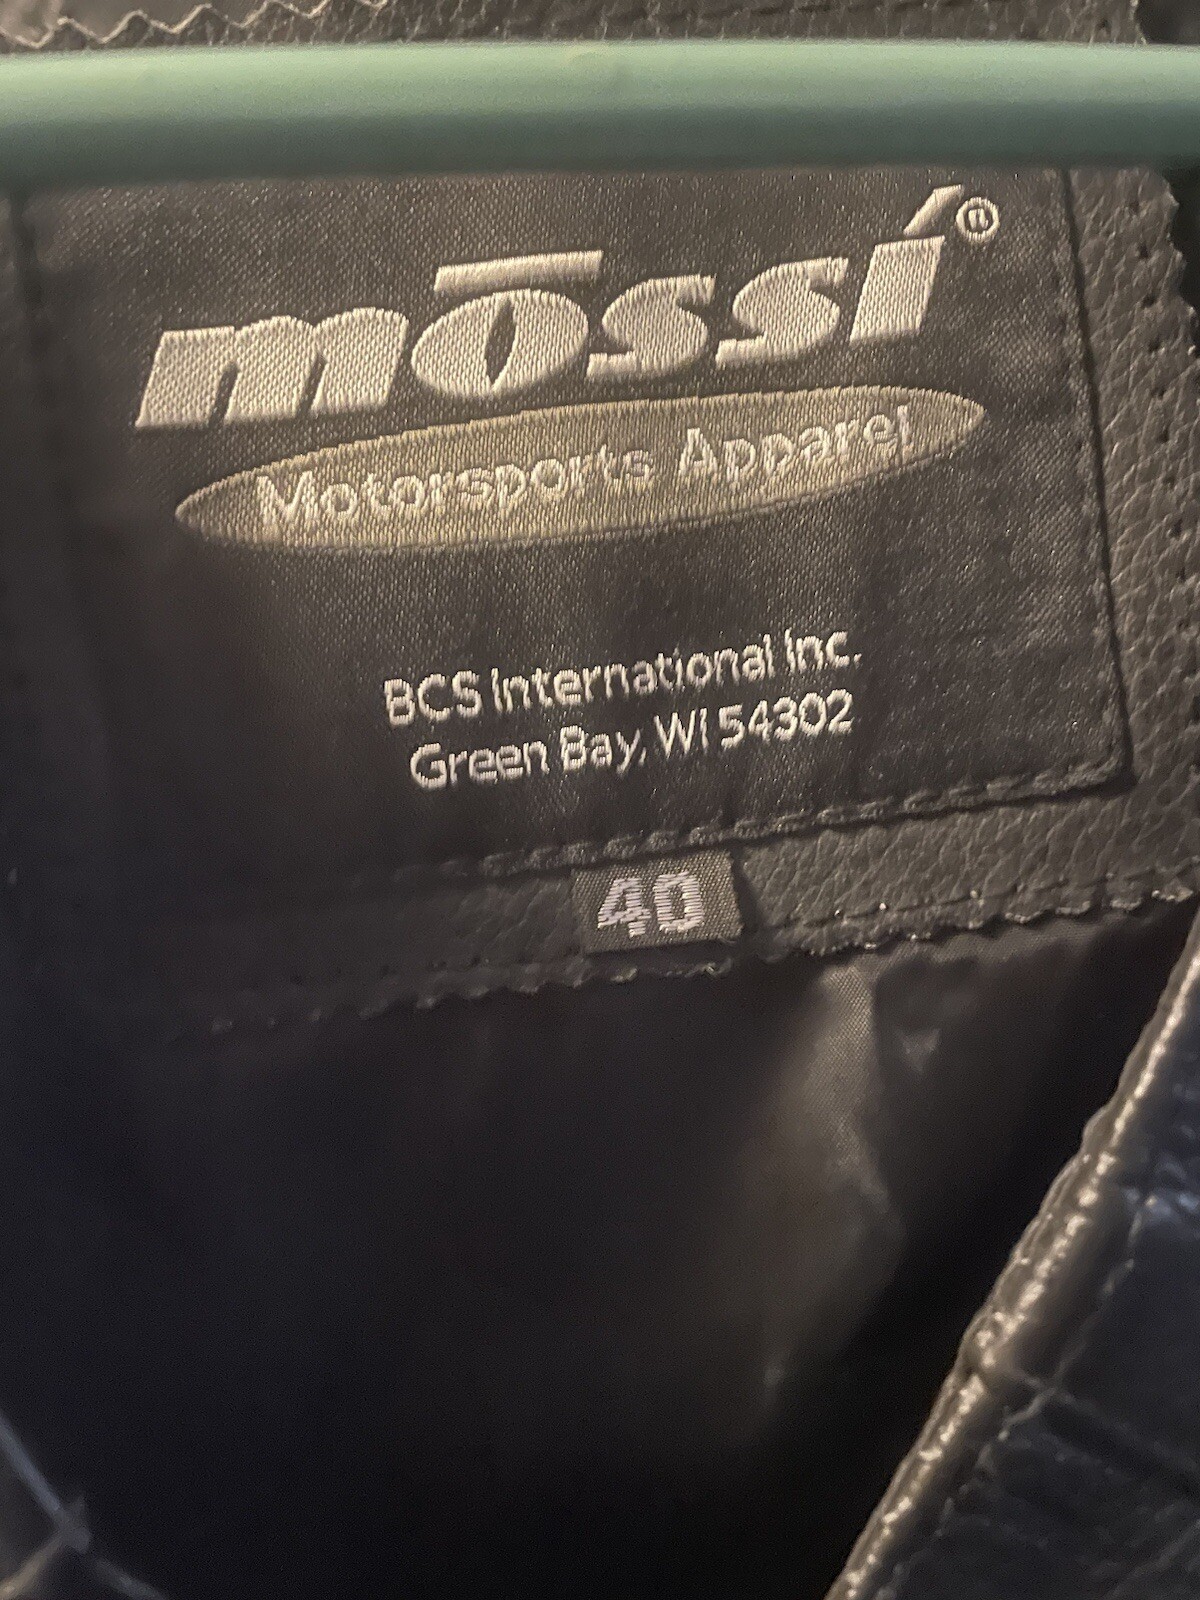 mōssí®
Motorsports Apparel
BCS International Inc.
Green Bay, WI 54302
40